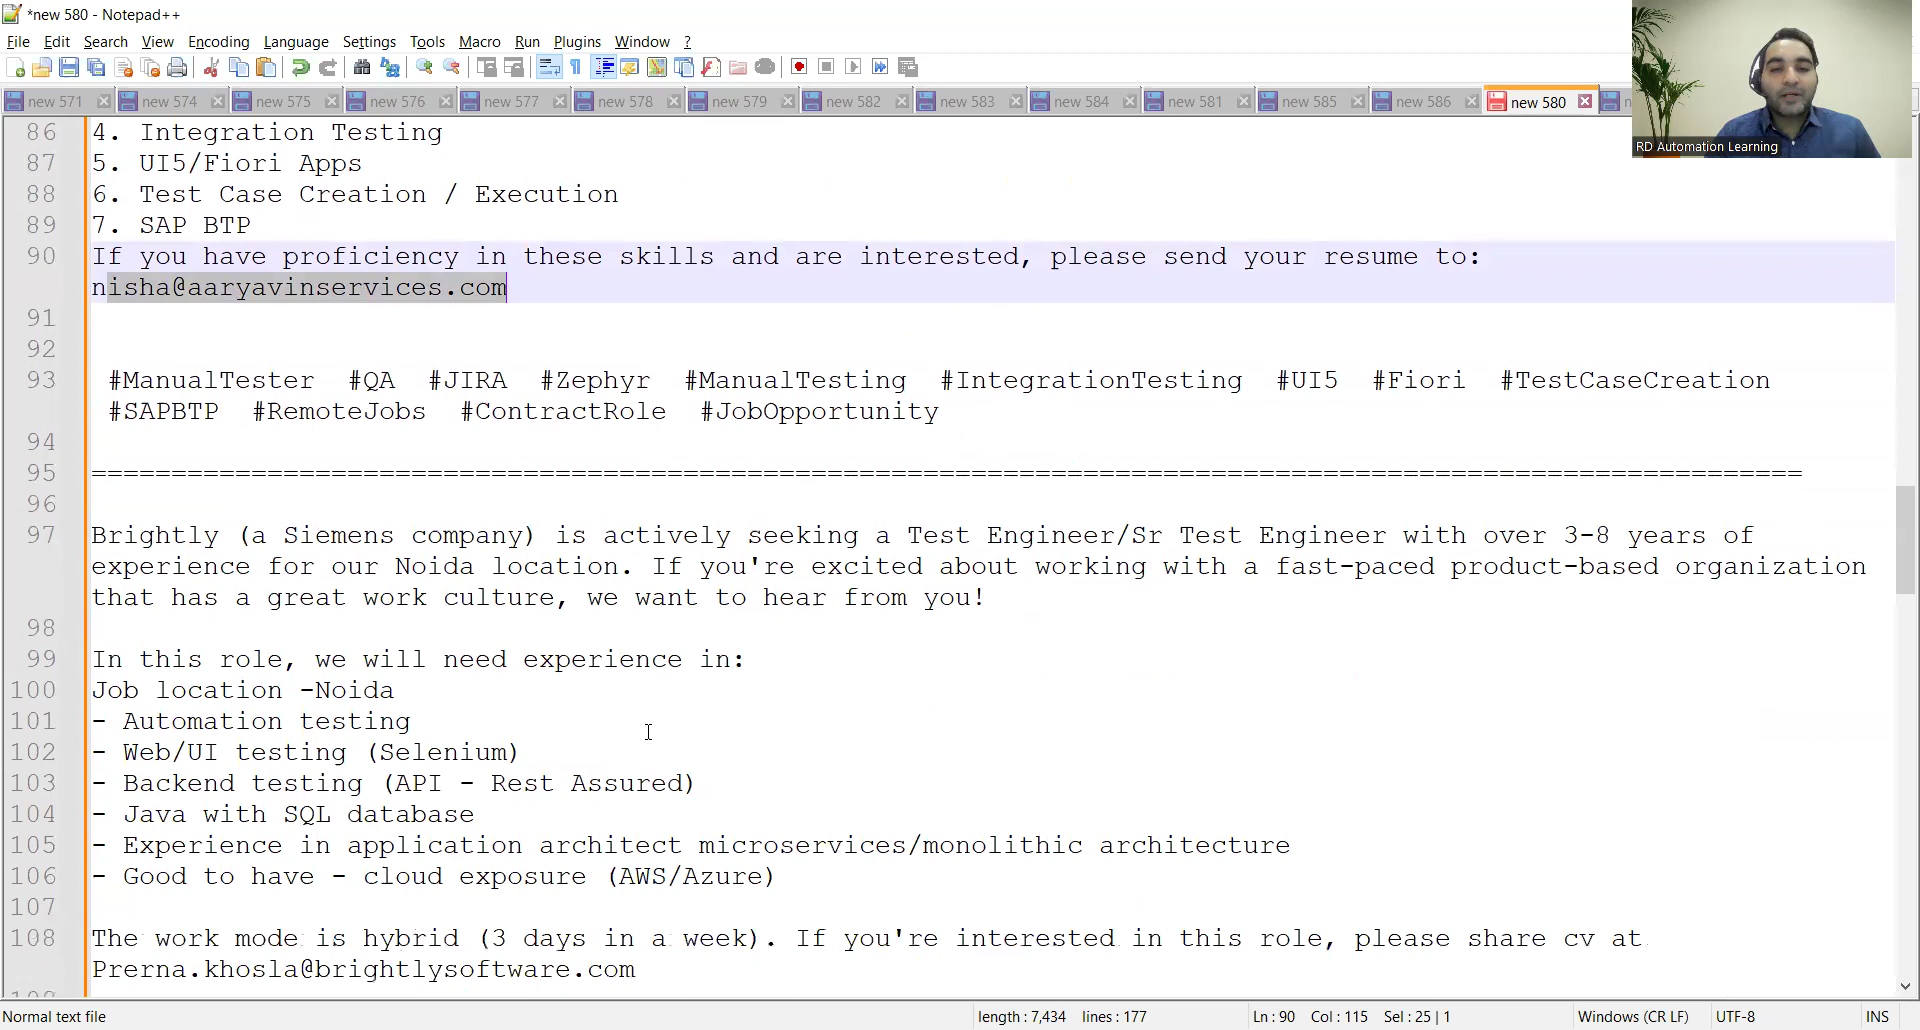 *new 580 - Notepad++
File Edit Search View Encoding Language Settings Tools Macro Run Plugins Window ?
new 571 new 574 new 575 new 576 new 577 new 578 new 579 new 582 new 583 new 584 new 581 new 585 new 586 new 580
RD Automation Learning
86 4. Integration Testing
87 5. UI5/Fiori Apps
88 6. Test Case Creation / Execution
89 7. SAP BTP
90 If you have proficiency in these skills and are interested, please send your resume to:
nisha@aaryavinservices.com
91
92
93 #ManualTester #QA #JIRA #Zephyr #ManualTesting #IntegrationTesting #UI5 #Fiori #TestCaseCreation
#SAPBTP #RemoteJobs #ContractRole #JobOpportunity
94
95 ===========================================================================================================
96
97 Brightly (a Siemens company) is actively seeking a Test Engineer/Sr Test Engineer with over 3-8 years of
experience for our Noida location. If you're excited about working with a fast-paced product-based organization
that has a great work culture, we want to hear from you!
98
99 In this role, we will need experience in:
100 Job location -Noida
101 - Automation testing
102 - Web/UI testing (Selenium)
103 - Backend testing (API - Rest Assured)
104 - Java with SQL database
105 - Experience in application architect microservices/monolithic architecture
106 - Good to have - cloud exposure (AWS/Azure)
107
108 The work mode is hybrid (3 days in a week). If you're interested in this role, please share cv at
Prerna.khosla@brightlysoftware.com
Normal text file length : 7,434 lines : 177 Ln : 90 Col : 115 Sel : 25 | 1 Windows (CR LF) UTF-8 INS